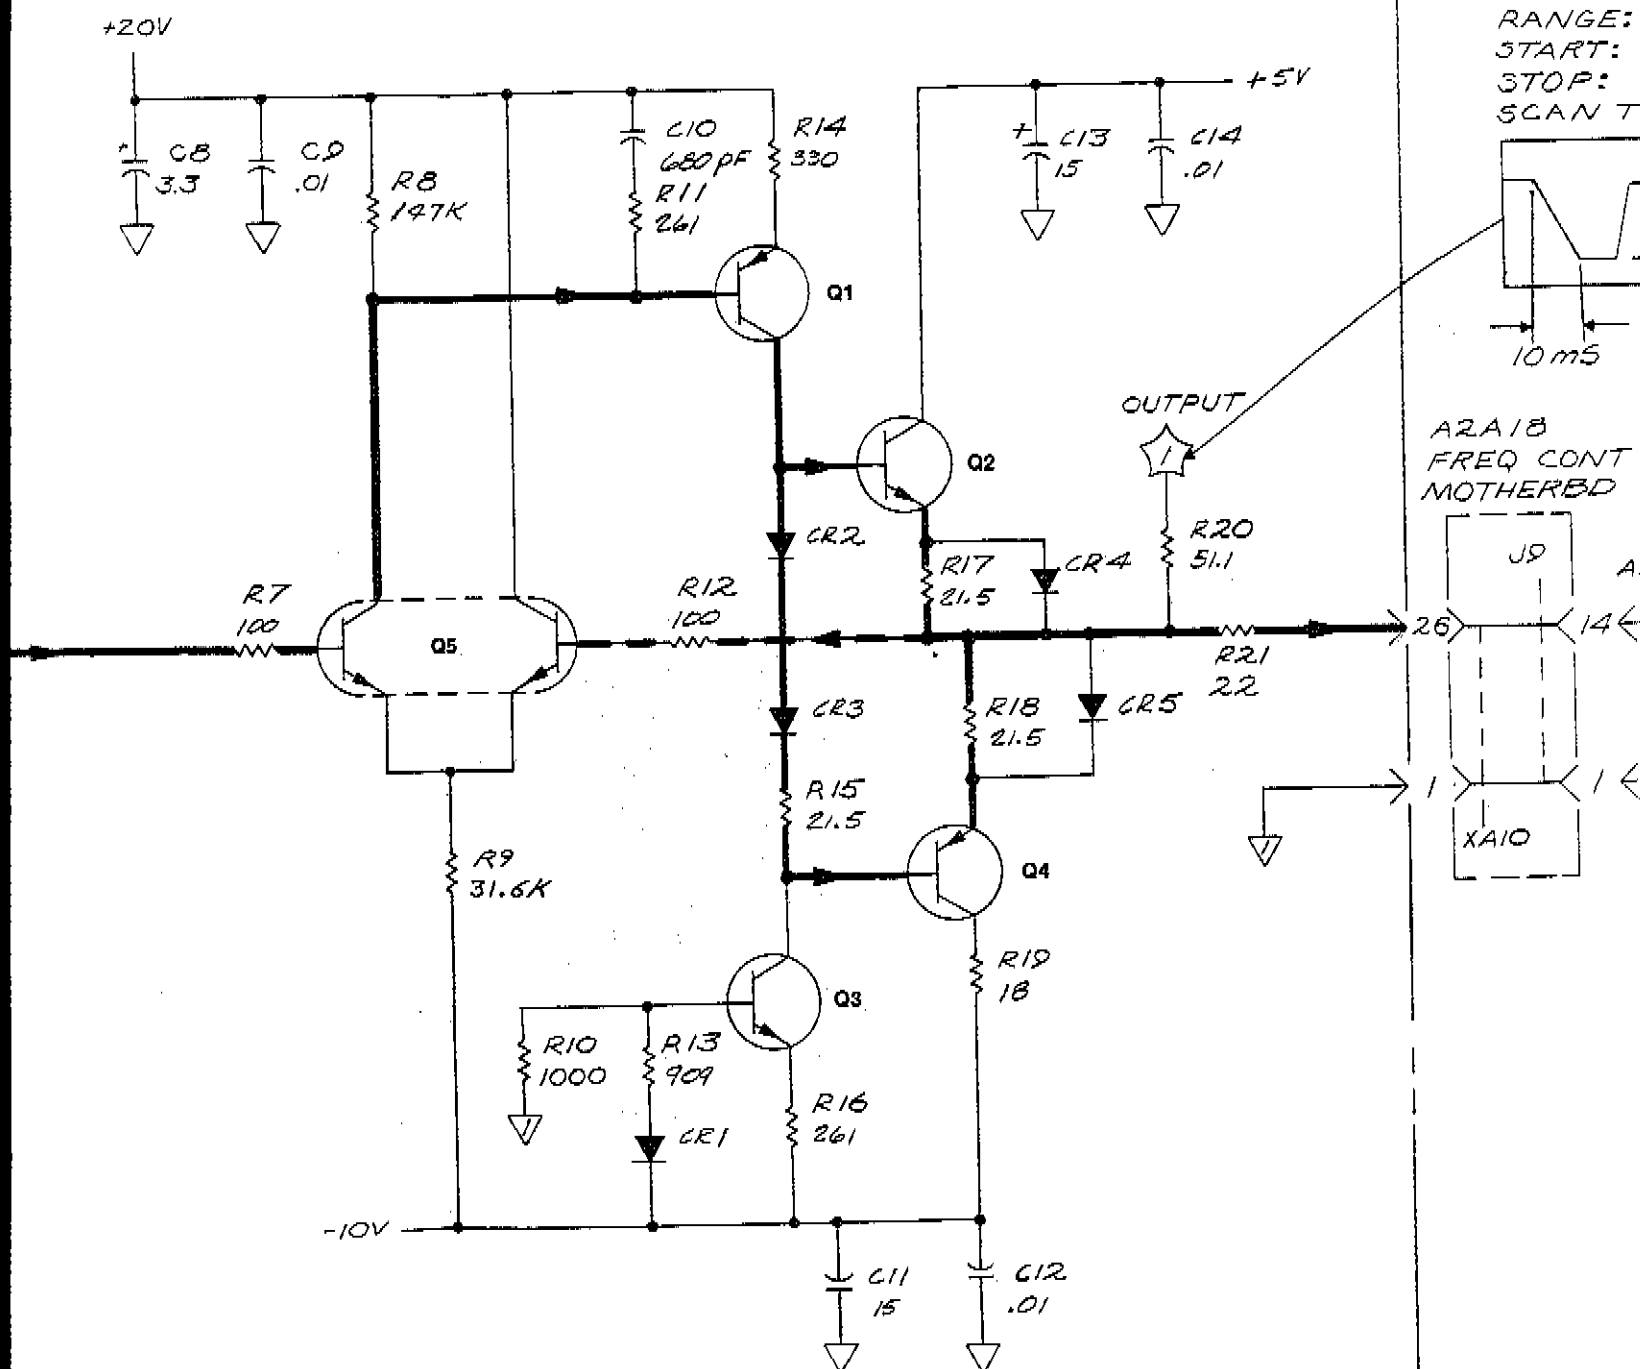 +20V
RANGE:
START:
STOP:
SCAN T
+5V
C8
3.3
C9
.01
R8
147K
C10
680pF
R11
261
R14
330
+
C13
15
C14
.01
Q1
10 mS
OUTPUT
1
Q2
A2A18
FREQ CONT
MOTHERBD
CR2
R17
21.5
CR4
R20
51.1
J9
R7
100
Q5
R12
100
26
14
R21
22
CR3
R18
21.5
CR5
R15
21.5
1
1
XA10
R9
31.6K
Q4
R19
18
Q3
R10
1000
R13
909
R16
261
CR1
-10V
C11
15
C12
.01